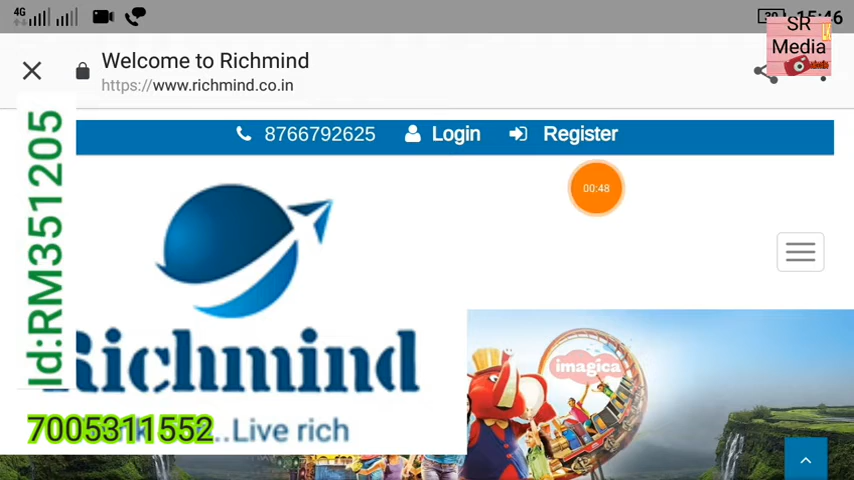 4G
15:46
SR
Media
Welcome to Richmind
https://www.richmind.co.in
8766792625
Login
Register
00:48
Id:RM351205
Richmind
imagica
7005311552
..Live rich